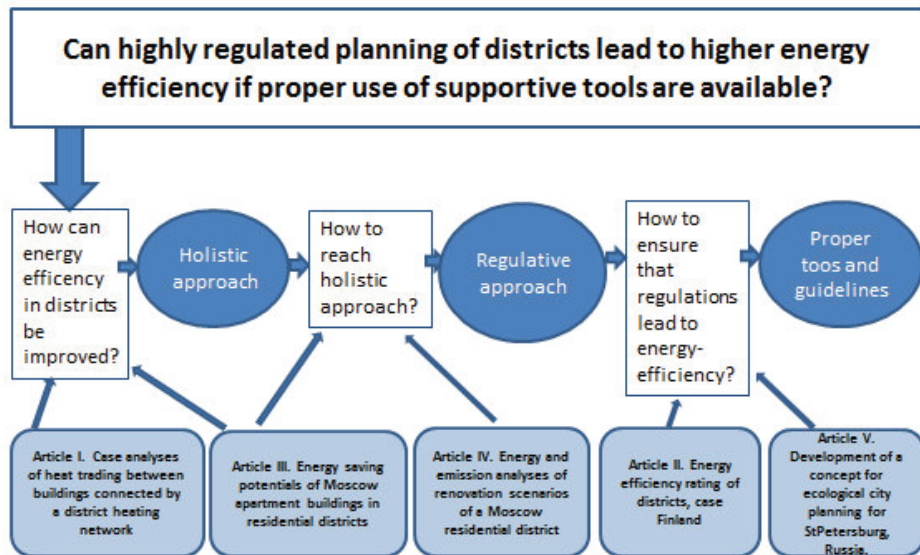 Can highly regulated planning of districts lead to higher energy
efficiency if proper use of supportive tools are available?
How can
energy
efficency
in districts
be
improved?
Holistic
approach
How to
reach
holistic
approach?
Regulative
approach
How to
ensure
that
regulations
lead to
energy-
efficiency?
Proper
toos and
guidelines
Article I. Case analyses
of heat trading between
buildings connected by
a district heating
network
Article III. Energy saving
potentials of Moscow
apartment buildings in
residential districts
Article IV. Energy and
emission analyses of
renovation scenarios
of a Moscow
residential district
Article II. Energy
efficiency rating of
districts, case
Finland
Article V.
Development of a
concept for
ecological city
planning for
StPetersburg,
Russia.